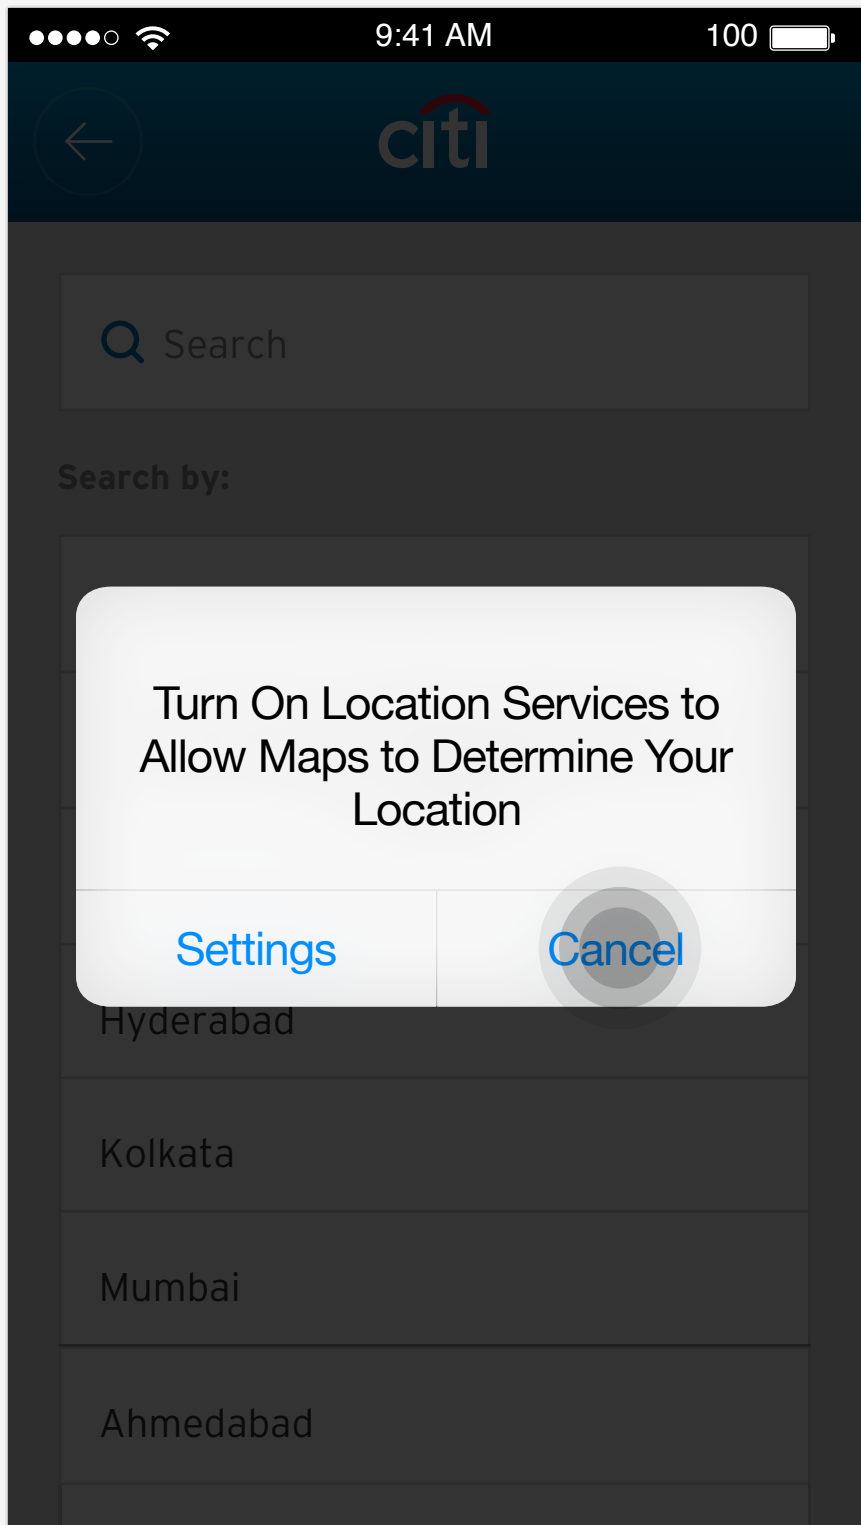 9:41 AM
100
citi
Search
Search by:
Turn On Location Services to
Allow Maps to Determine Your
Location
Settings
Cancel
Hyderabad
Kolkata
Mumbai
Ahmedabad